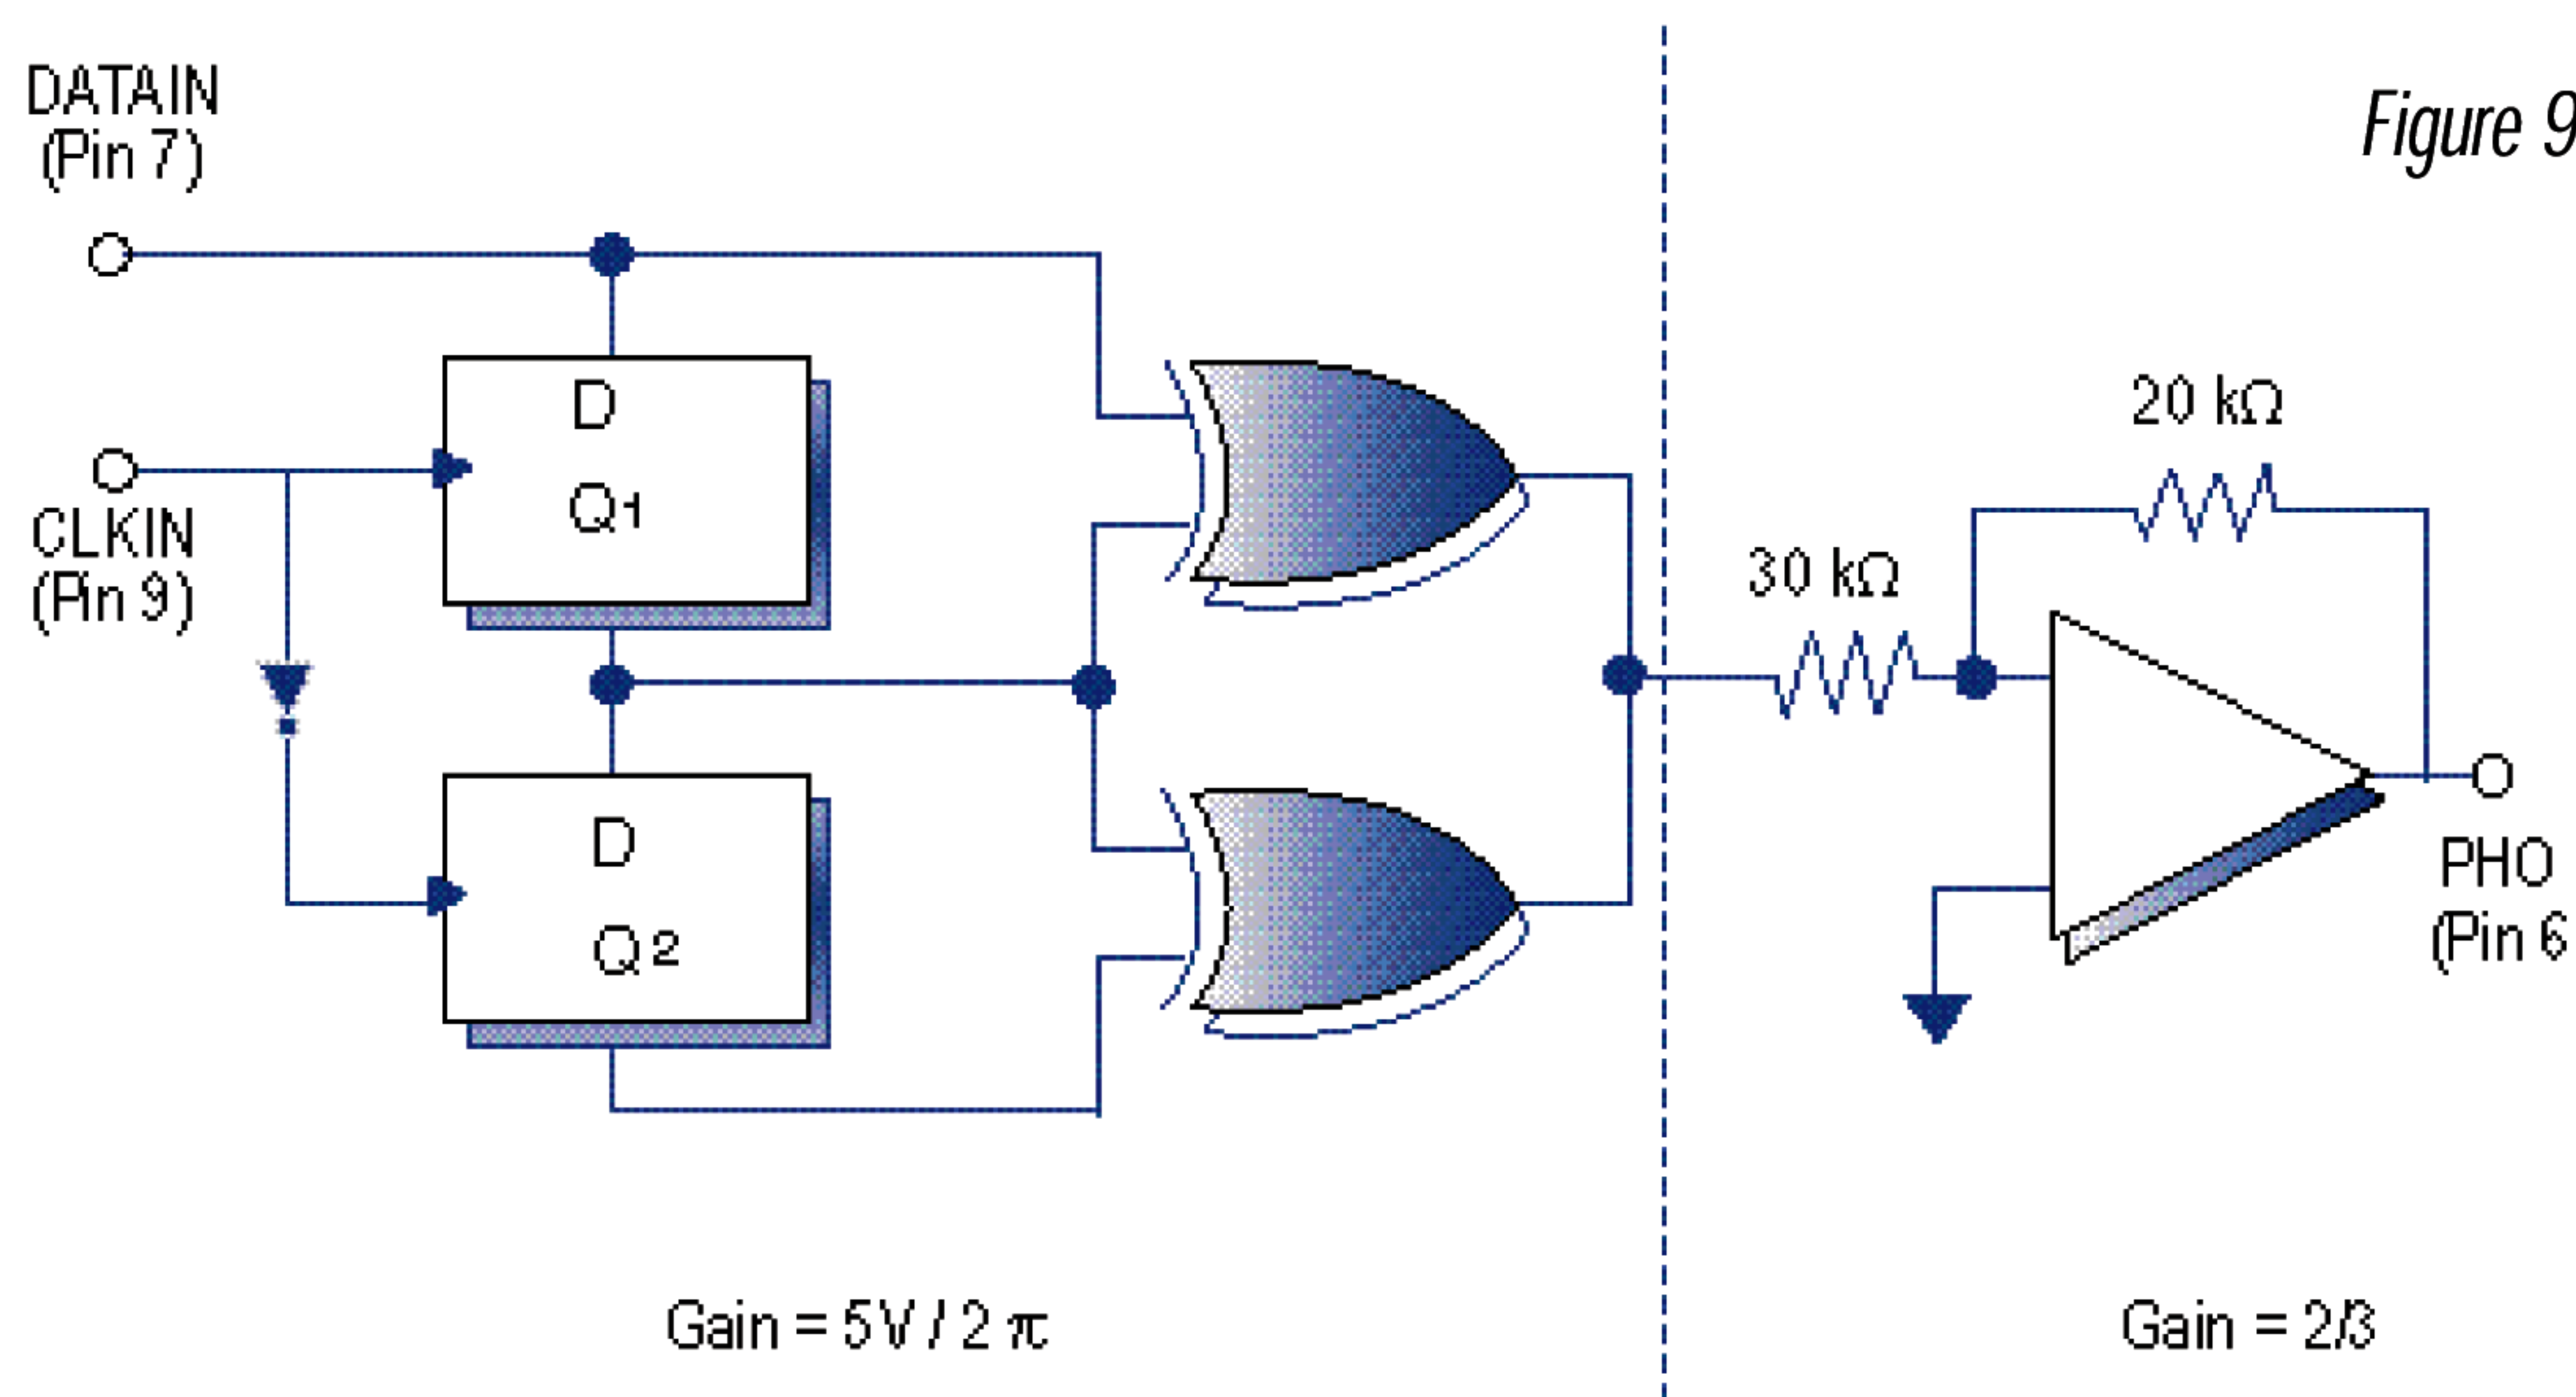 DATAIN
(Pin 7)
Figure 9
D
Q1
CLKIN
(Pin 9)
20 kΩ
30 kΩ
D
Q2
PHO
(Pin 6
Gain = 5V / 2 π
Gain = 2/3